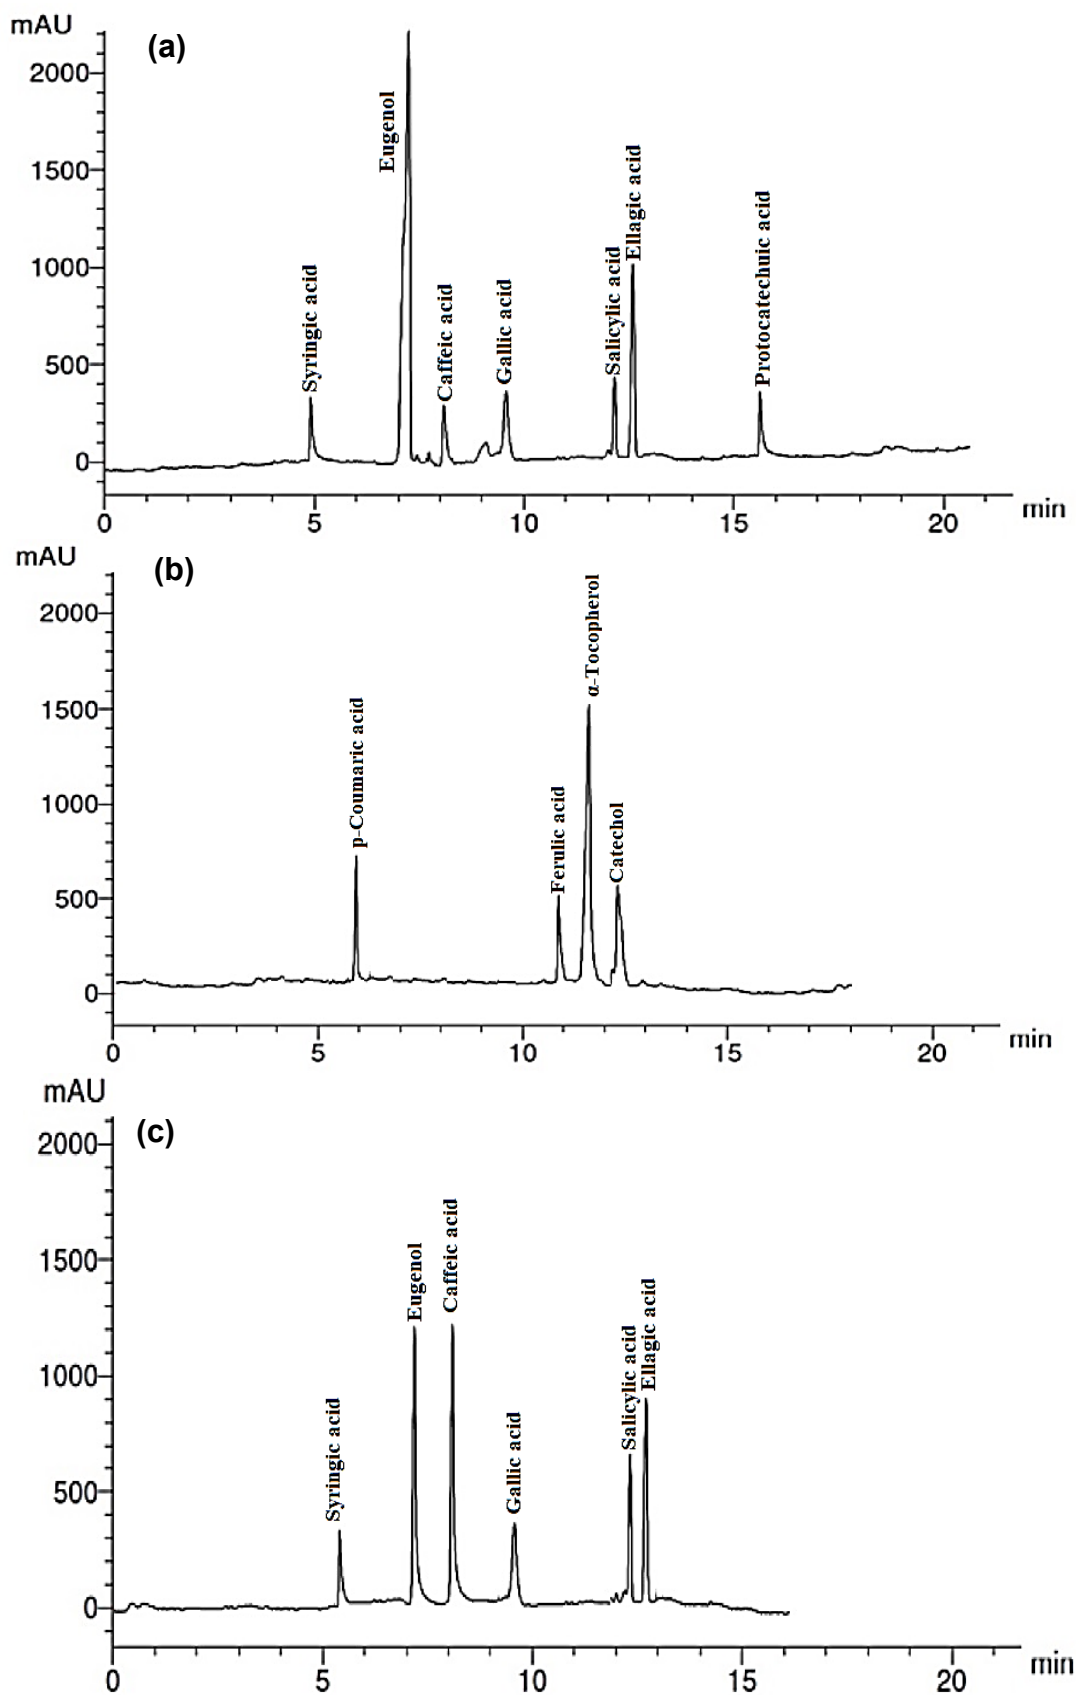 mAU
(a)
2000
1500
1000
500
0
Syringic acid
Eugenol
Caffeic acid
Gallic acid
Salicylic acid
Ellagic acid
Protocatechuic acid
0 5 10 15 20 min
mAU
(b)
2000
1500
1000
500
0
p-Coumaric acid
Ferulic acid
α-Tocopherol
Catechol
0 5 10 15 20 min
mAU
(c)
2000
1500
1000
500
0
Syringic acid
Eugenol
Caffeic acid
Gallic acid
Salicylic acid
Ellagic acid
0 5 10 15 20 min